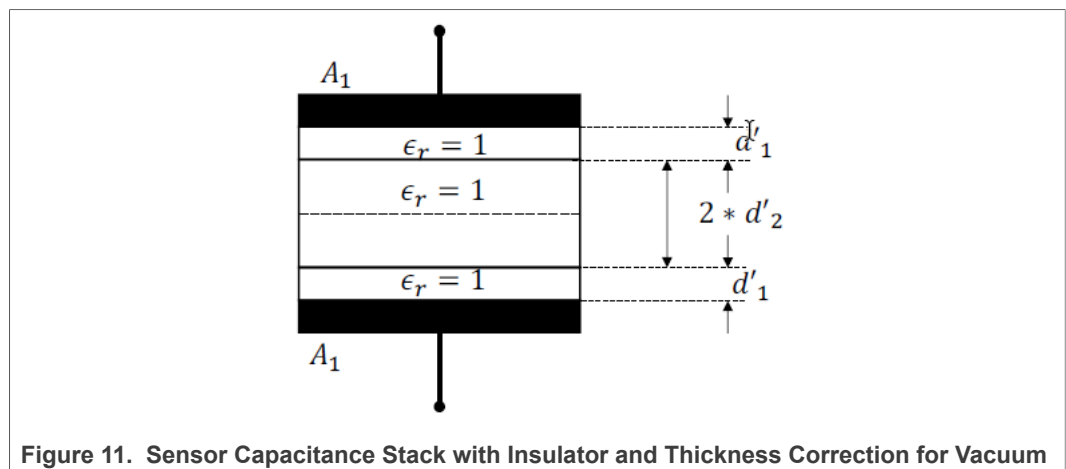 A₁
ϵᵣ = 1
d'₁
ϵᵣ = 1
2 * d'₂
ϵᵣ = 1
d'₁
A₁
Figure 11. Sensor Capacitance Stack with Insulator and Thickness Correction for Vacuum